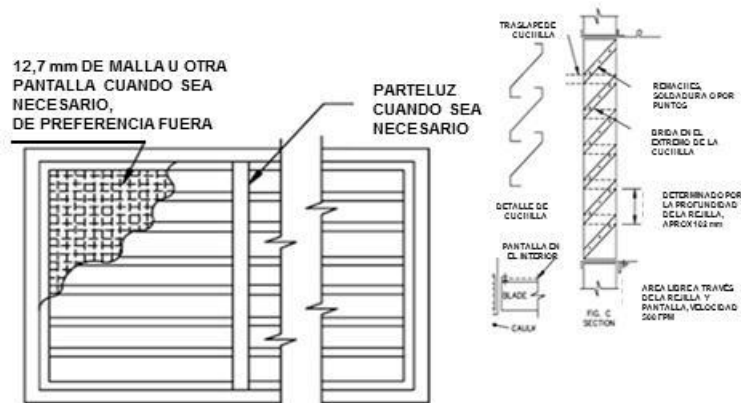 12,7 mm DE MALLA U OTRA
PANTALLA CUANDO SEA
NECESARIO,
DE PREFERENCIA FUERA
PARTELUZ
CUANDO SEA
NECESARIO
TRASLAPE DE
CUCHILLA
REMACHES,
SOLDADURA O POR
PUNTOS
BRIDA EN EL
EXTREMO DE LA
CUCHILLA
DETALLE DE
CUCHILLA
DETERMINADO POR
LA PROFUNDIDAD
DE LA REJILLA,
APROX 102 mm
PANTALLA EN
EL INTERIOR
BLADE
CAULK
FIG. C
SECTION
AREA LIBRE A TRAVÉS
DE LA REJILLA Y
PANTALLA, VELOCIDAD
500 FPM